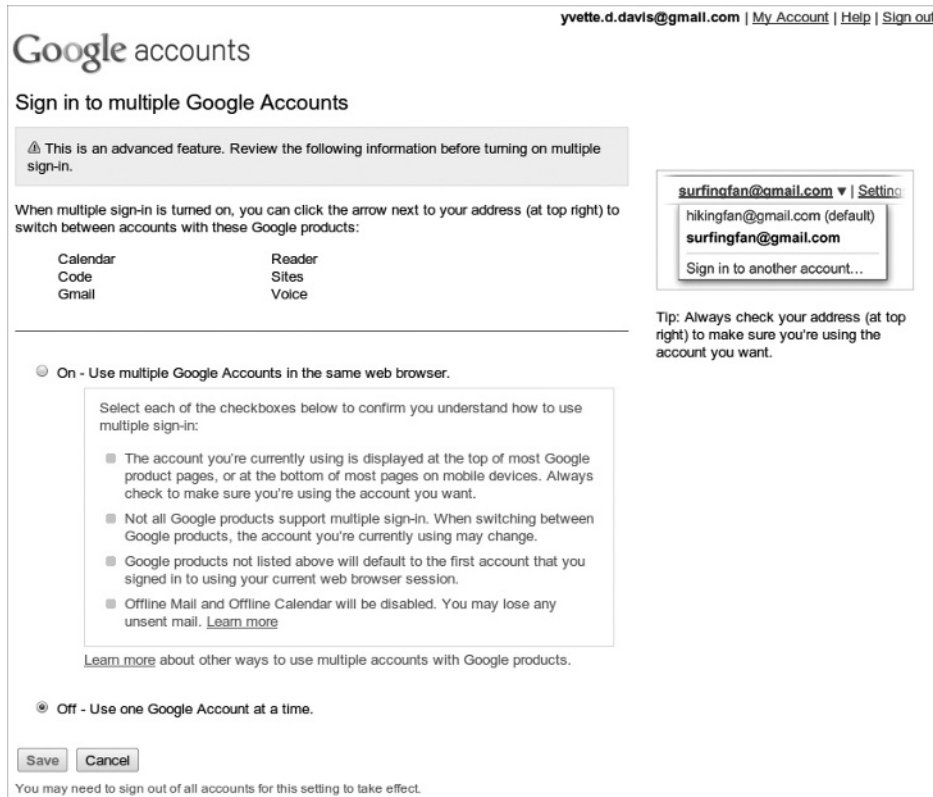 yvette.d.davis@gmail.com | My Account | Help | Sign out
Google accounts
Sign in to multiple Google Accounts
⚠ This is an advanced feature. Review the following information before turning on multiple
sign-in.
When multiple sign-in is turned on, you can click the arrow next to your address (at top right) to
switch between accounts with these Google products:
Calendar Reader
Code Sites
Gmail Voice
surfingfan@gmail.com ▼ | Setting
hikingfan@gmail.com (default)
surfingfan@gmail.com
Sign in to another account...
Tip: Always check your address (at top
right) to make sure you're using the
account you want.
On - Use multiple Google Accounts in the same web browser.
Select each of the checkboxes below to confirm you understand how to use
multiple sign-in:
The account you're currently using is displayed at the top of most Google
product pages, or at the bottom of most pages on mobile devices. Always
check to make sure you're using the account you want.
Not all Google products support multiple sign-in. When switching between
Google products, the account you're currently using may change.
Google products not listed above will default to the first account that you
signed in to using your current web browser session.
Offline Mail and Offline Calendar will be disabled. You may lose any
unsent mail. Learn more
Learn more about other ways to use multiple accounts with Google products.
Off - Use one Google Account at a time.
Save Cancel
You may need to sign out of all accounts for this setting to take effect.